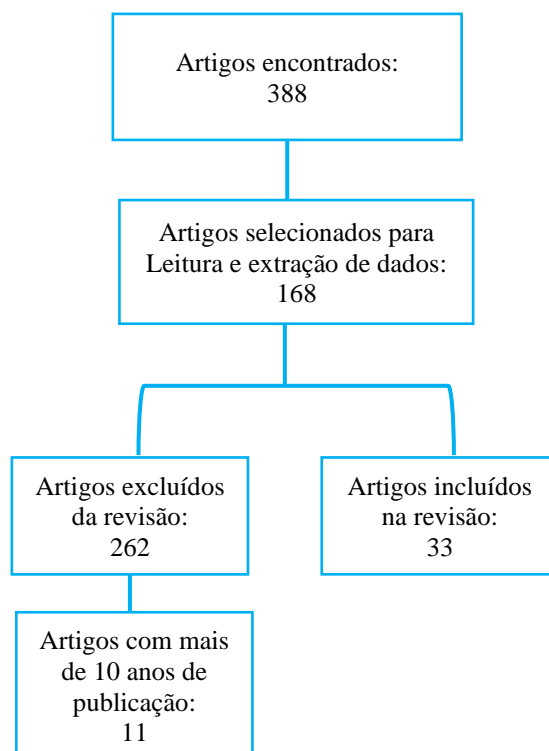 Artigos encontrados:
388
Artigos selecionados para
Leitura e extração de dados:
168
Artigos excluídos
da revisão:
262
Artigos incluídos
na revisão:
33
Artigos com mais
de 10 anos de
publicação:
11